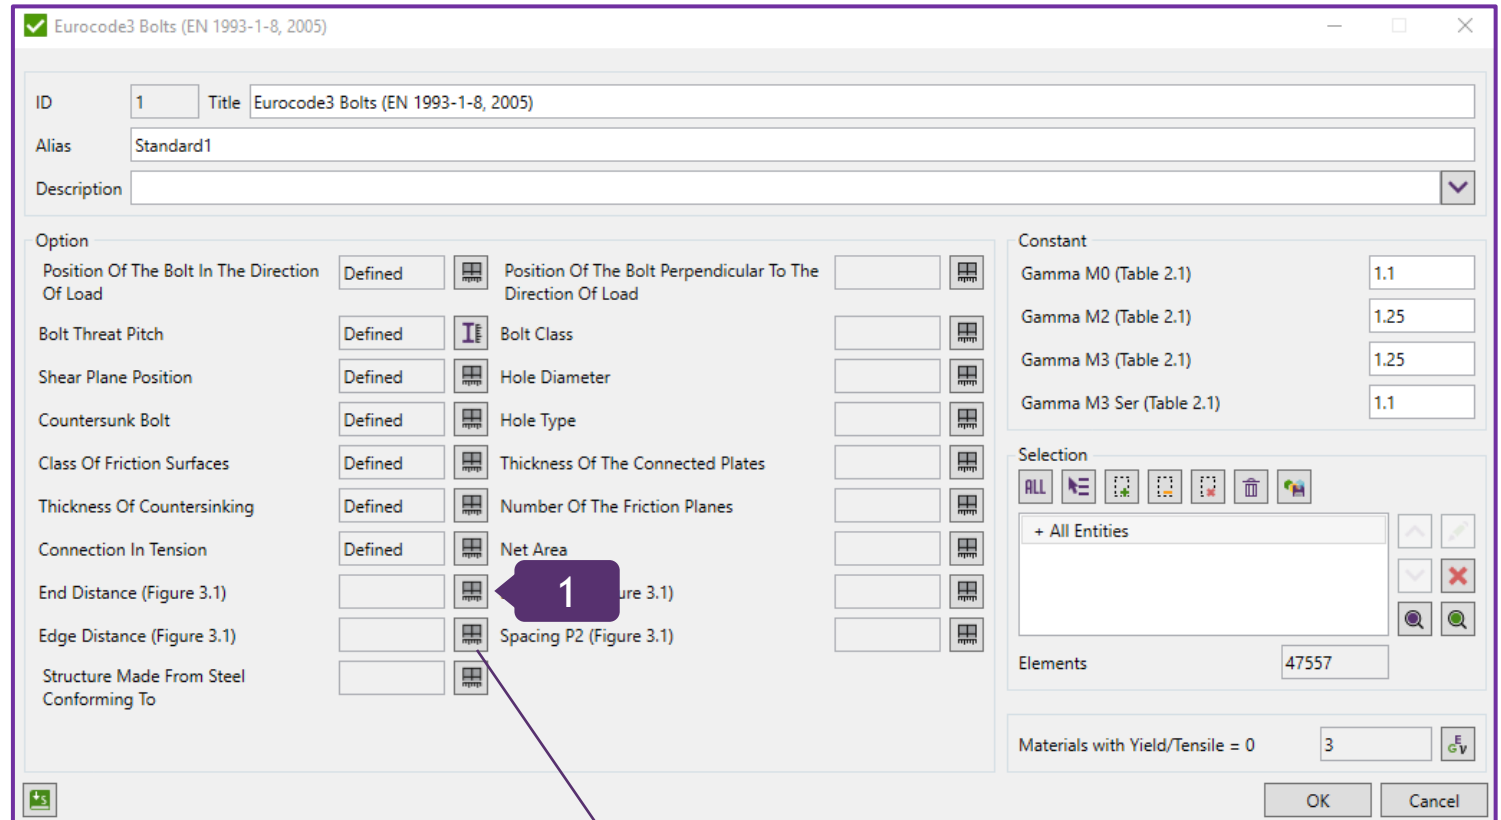 Eurocode3 Bolts (EN 1993-1-8, 2005)
ID 1 Title Eurocode3 Bolts (EN 1993-1-8, 2005)
Alias Standard1
Description
Option
Position Of The Bolt In The Direction Of Load Defined
Position Of The Bolt Perpendicular To The Direction Of Load
Bolt Threat Pitch Defined Bolt Class
Shear Plane Position Defined Hole Diameter
Countersunk Bolt Defined Hole Type
Class Of Friction Surfaces Defined Thickness Of The Connected Plates
Thickness Of Countersinking Defined Number Of The Friction Planes
Connection In Tension Defined Net Area
End Distance (Figure 3.1) 1 ure 3.1)
Edge Distance (Figure 3.1) Spacing P2 (Figure 3.1)
Structure Made From Steel
Conforming To
Constant
Gamma M0 (Table 2.1) 1.1
Gamma M2 (Table 2.1) 1.25
Gamma M3 (Table 2.1) 1.25
Gamma M3 Ser (Table 2.1) 1.1
Selection
ALL
+ All Entities
Elements 47557
Materials with Yield/Tensile = 0 3
OK Cancel